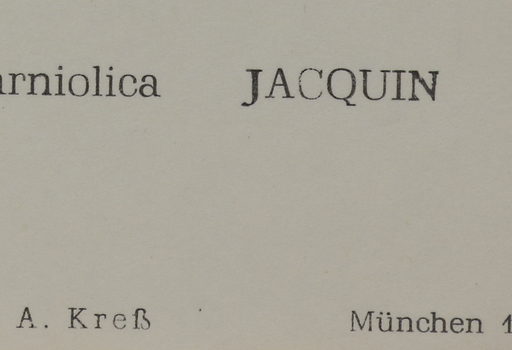 arniolica JACQUIN
A. Kreß München 1